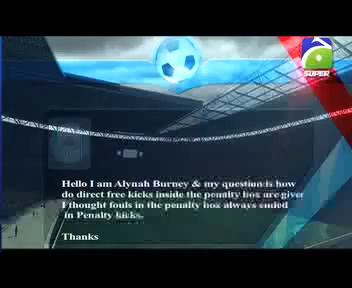 SUPER
Hello I am Alynah Burney & my question is how
do direct free kicks inside the penalty box are given
I thought fouls in the penalty box always ended
in Penalty kicks.
Thanks